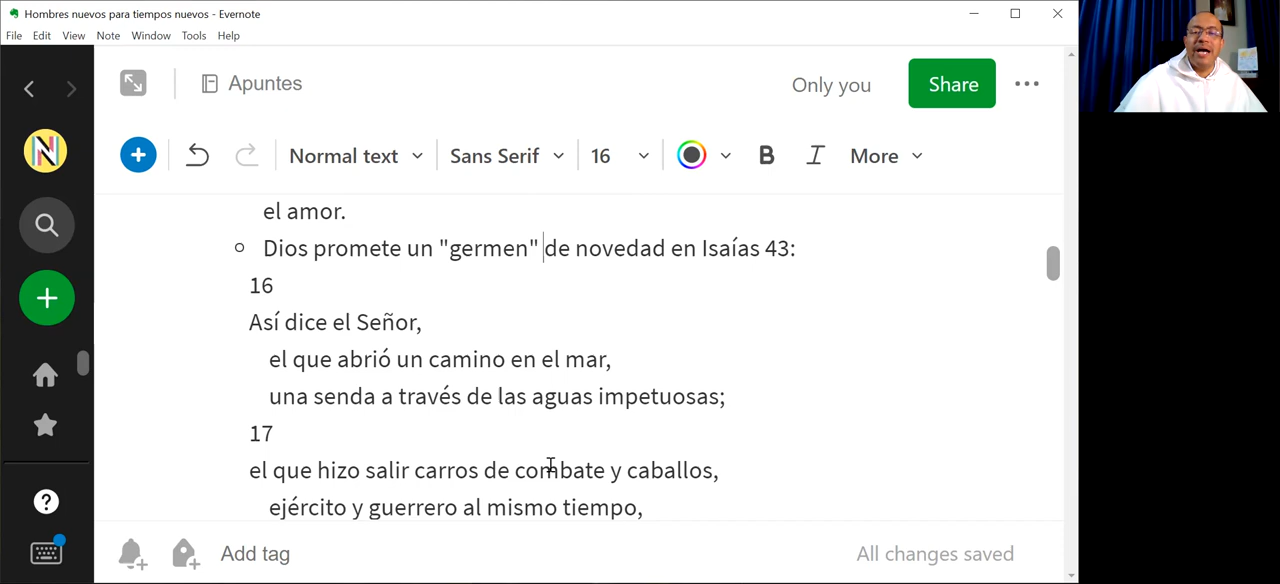 Hombres nuevos para tiempos nuevos - Evernote
File Edit View Note Window Tools Help
Apuntes
Only you
Share
Normal text
Sans Serif
16
B
I
More
el amor.
Dios promete un "germen" de novedad en Isaías 43:
16
Así dice el Señor,
el que abrió un camino en el mar,
una senda a través de las aguas impetuosas;
17
el que hizo salir carros de combate y caballos,
ejército y guerrero al mismo tiempo,
N
?
Add tag
All changes saved